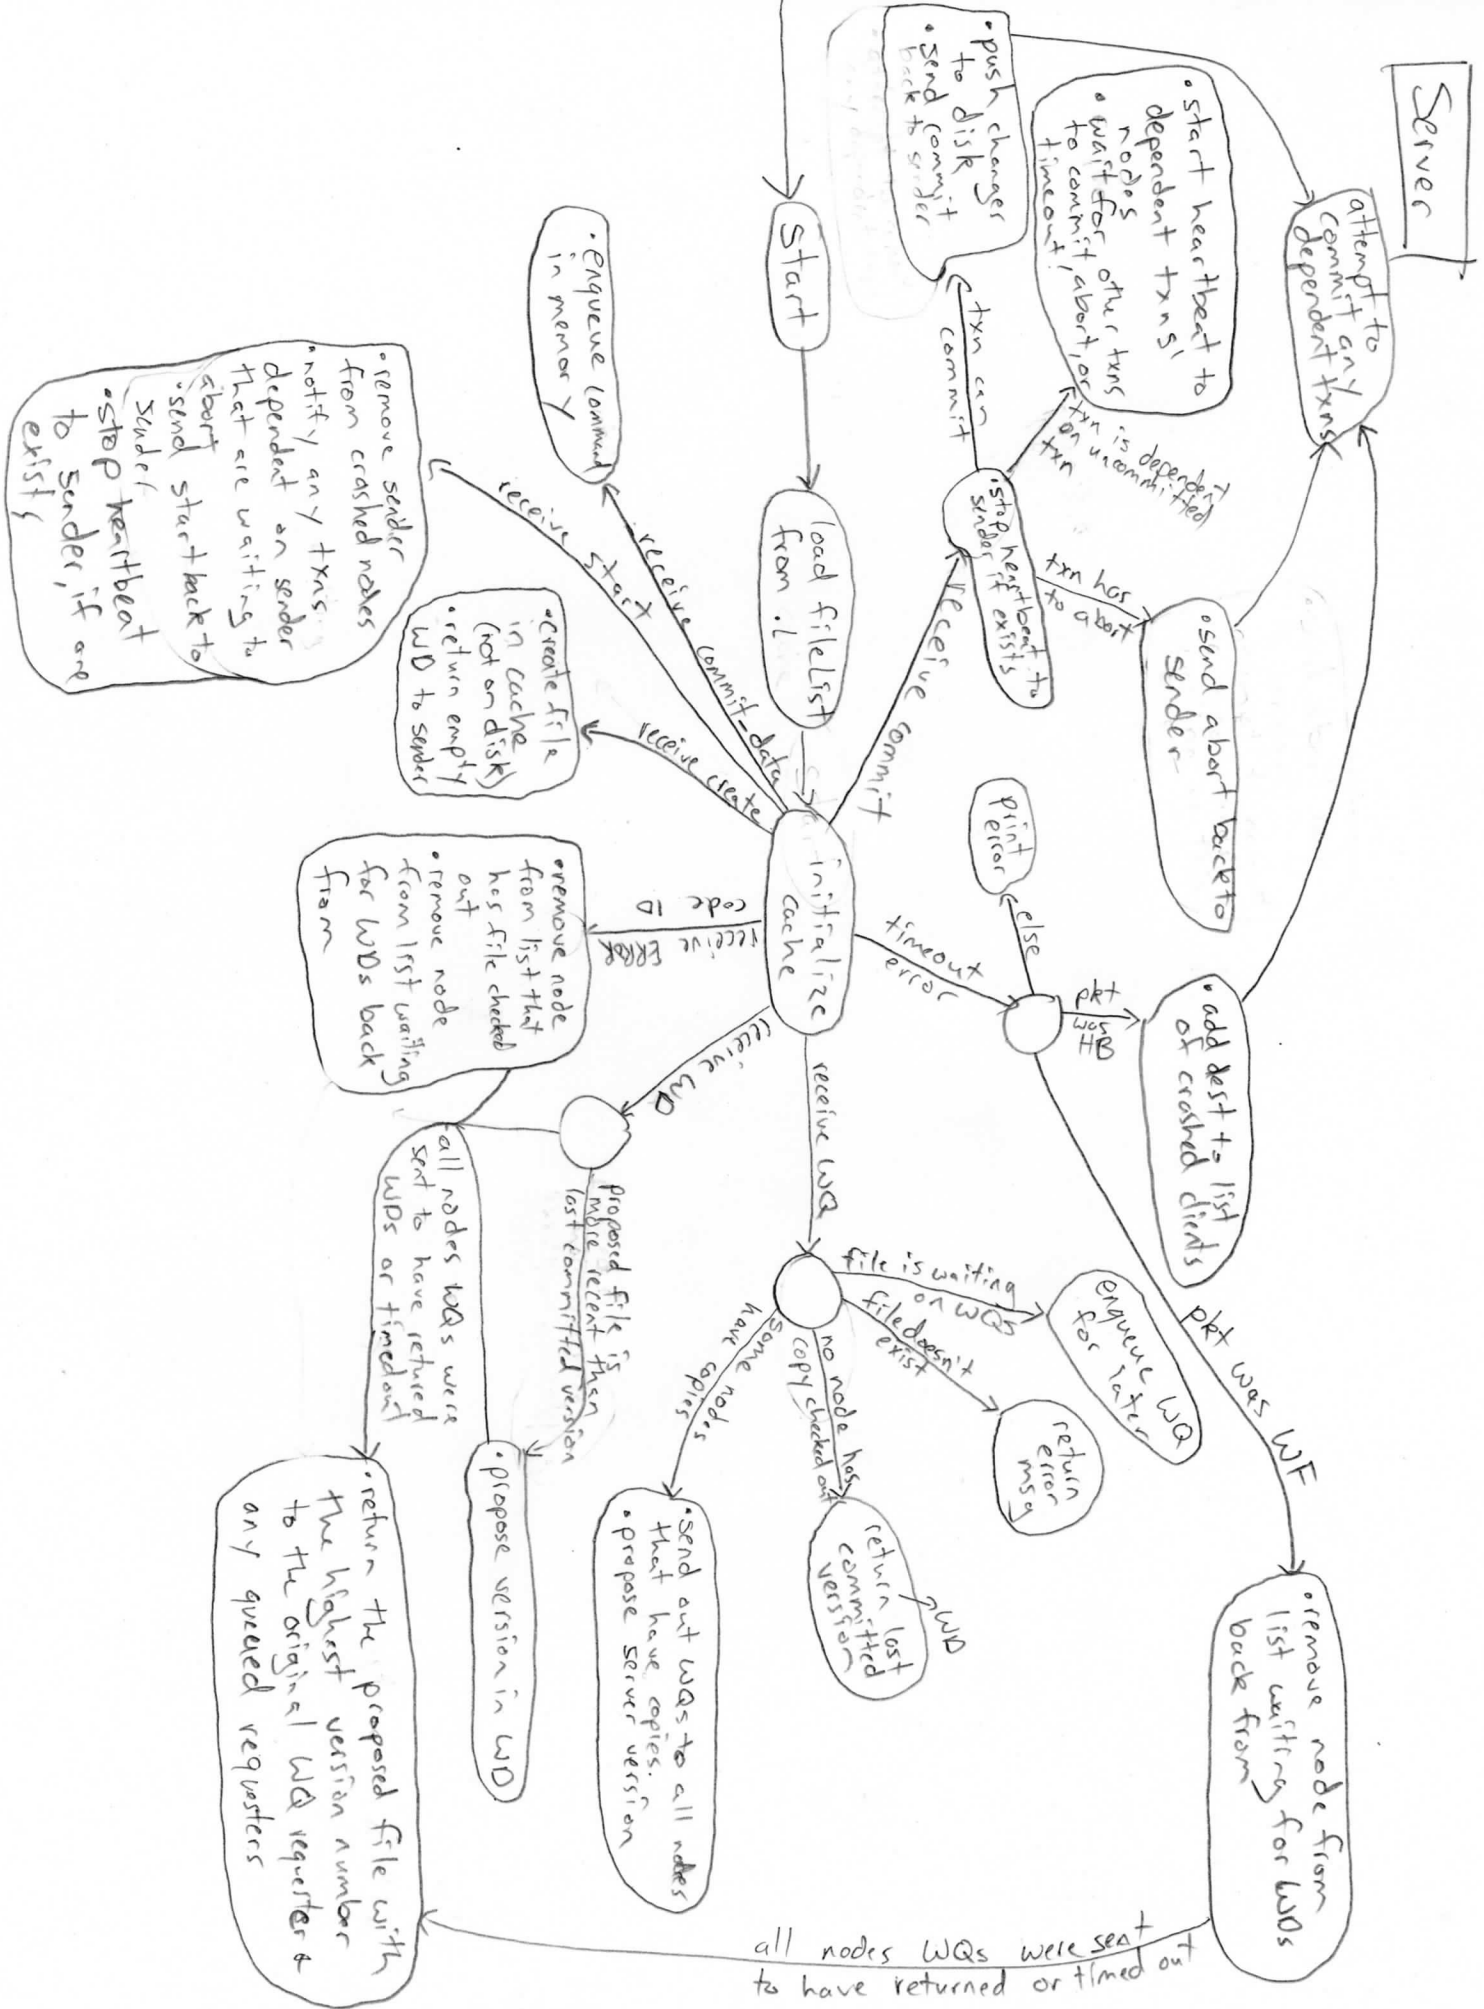 Server
attempt to
commit any
dependent txns
• start heartbeat to
dependent txns'
nodes
• wait for other txns
to commit, abort, or
timeout!
• push changes
to disk
• send commit
back to sender
txn can
commit
txn is dependent
on uncommitted
txn
• stop heartbeat to
sender if exists
txn has
to abort
• send abort back to
sender
receive commit
Start
load fileList
from .l
initialize
cache
• enqueue command
in memory
receive commit_data
receive start
• remove sender
from crashed nodes
• notify any txns
dependent on sender
that are waiting to
abort
• send start back to
sender
• stop heartbeat
to sender, if one
exists
receive create
• create file
in cache
(not on disk)
• return empty
WD to sender
receive ERROR
code 10
• remove node
from list that
has file checked
out
• remove node
from list waiting
for WDs back
from
timeout
error
else
print
error
pkt
was
HB
• add dest to list
of crashed clients
pkt was WF
• remove node from
list waiting for WDs
back from
receive WD
proposed file is
more recent than
last committed version
• propose version in WD
all nodes WQs were
sent to have retured
WDs or timedout
• return the proposed file with
the highest version number
to the original WQ requester &
any queued requesters
receive WQ
file is waiting
on WQs
enqueue WQ
for later
file doesn't
exist
return
error
msg
no node has
copy checked out
return last
committed
version
WD
some nodes
have copies
• send out WQs to all nodes
that have copies.
• propose server version
all nodes WQs were sent
to have returned or timed out